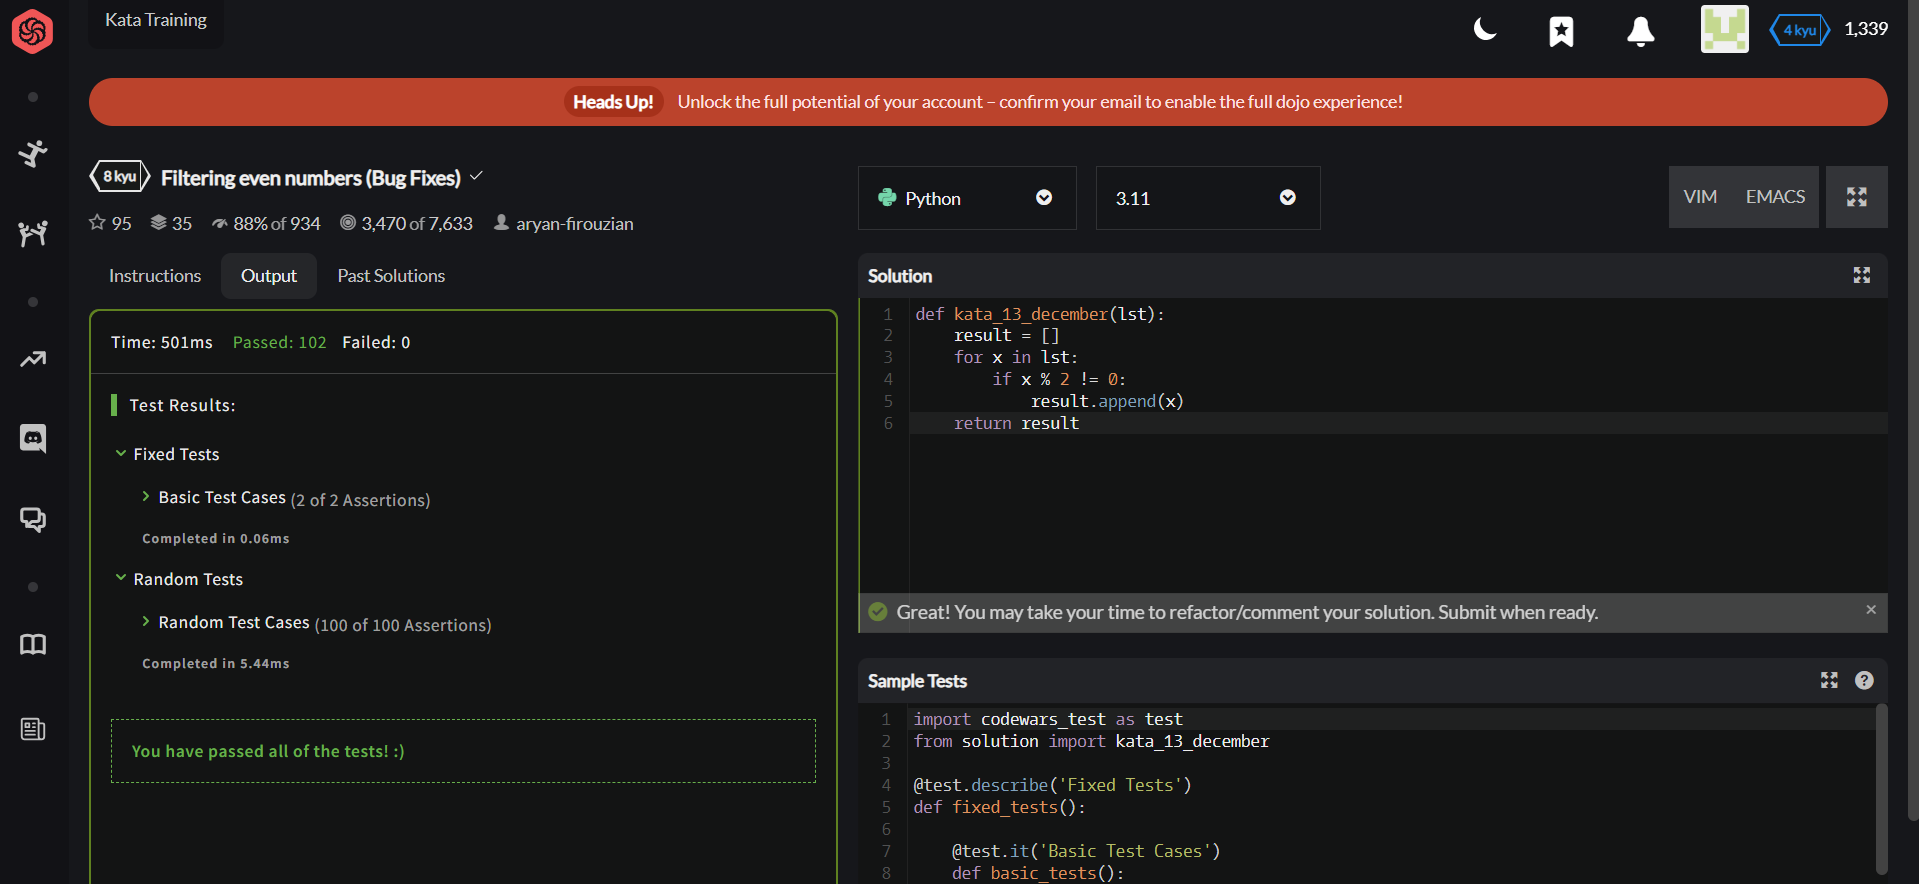 Kata Training
4 kyu 1,339
Heads Up! Unlock the full potential of your account – confirm your email to enable the full dojo experience!
8 kyu Filtering even numbers (Bug Fixes)
95 35 88% of 934 3,470 of 7,633 aryan-firouzian
Instructions Output Past Solutions
Time: 501ms Passed: 102 Failed: 0
Test Results:
Fixed Tests
Basic Test Cases (2 of 2 Assertions)
Completed in 0.06ms
Random Tests
Random Test Cases (100 of 100 Assertions)
Completed in 5.44ms
You have passed all of the tests! :)
Python 3.11 VIM EMACS
Solution
1 def kata_13_december(lst):
2 result = []
3 for x in lst:
4 if x % 2 != 0:
5 result.append(x)
6 return result
Great! You may take your time to refactor/comment your solution. Submit when ready.
Sample Tests
1 import codewars_test as test
2 from solution import kata_13_december
3
4 @test.describe('Fixed Tests')
5 def fixed_tests():
6
7 @test.it('Basic Test Cases')
8 def basic_tests():